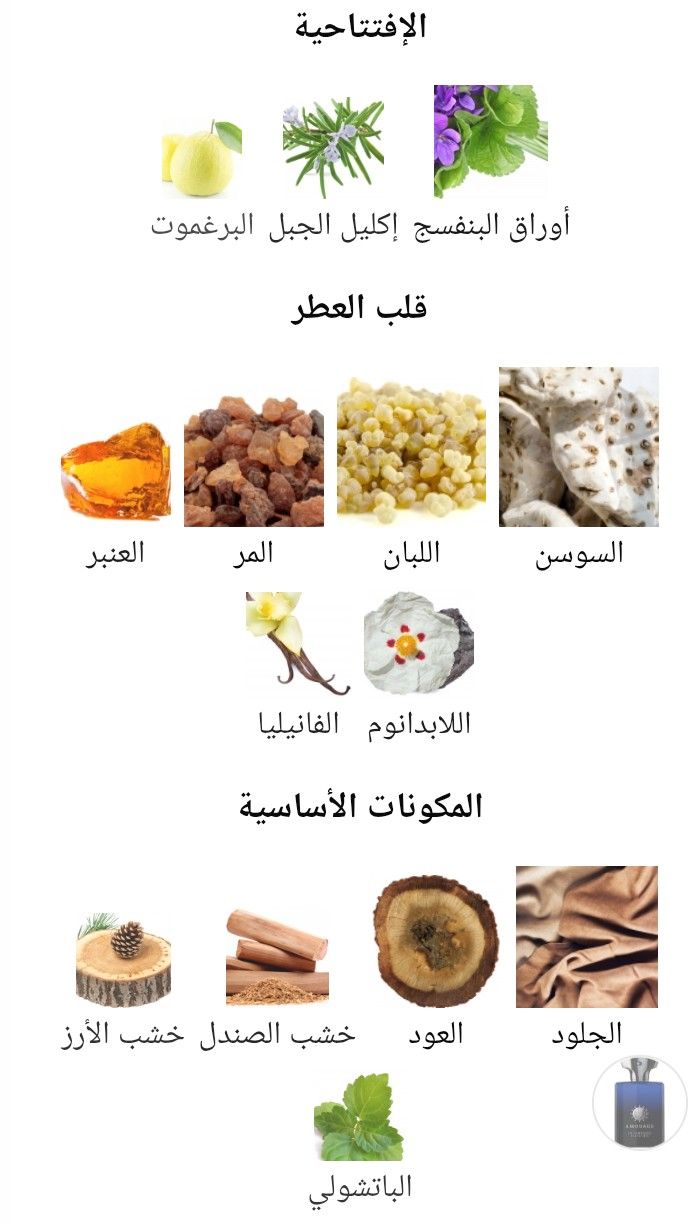 الإفتتاحية
أوراق البنفسج إكليل الجبل البرغموت
قلب العطر
السوسن اللبان المر العنبر
اللابدانوم الفانيليا
المكونات الأساسية
الجلود العود خشب الصندل خشب الأرز
AMOUAGE
الباتشولي